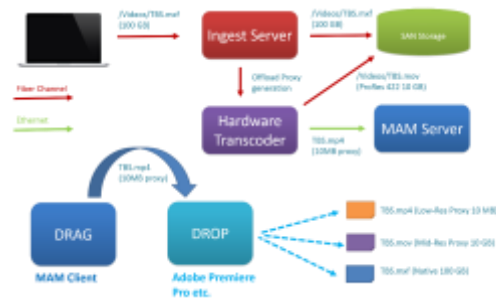 /Videos/TBS.mxf
(100 GB)
Ingest Server
/Videos/TBS.mxf
(100 GB)
SAN Storage
Fiber Channel
Offload Proxy
generation
/Videos/TBS.mov
(ProRes 422 10 GB)
Ethernet
Hardware
Transcoder
MAM Server
TBS.mp4
(10MB proxy)
TBS.mp4
(10MB proxy)
DRAG
DROP
TBS.mp4 (Low-Res Proxy 10 MB)
TBS.mov (Mid-Res Proxy 10 GB)
TBS.mxf (Native 100 GB)
MAM Client
Adobe Premiere
Pro etc.